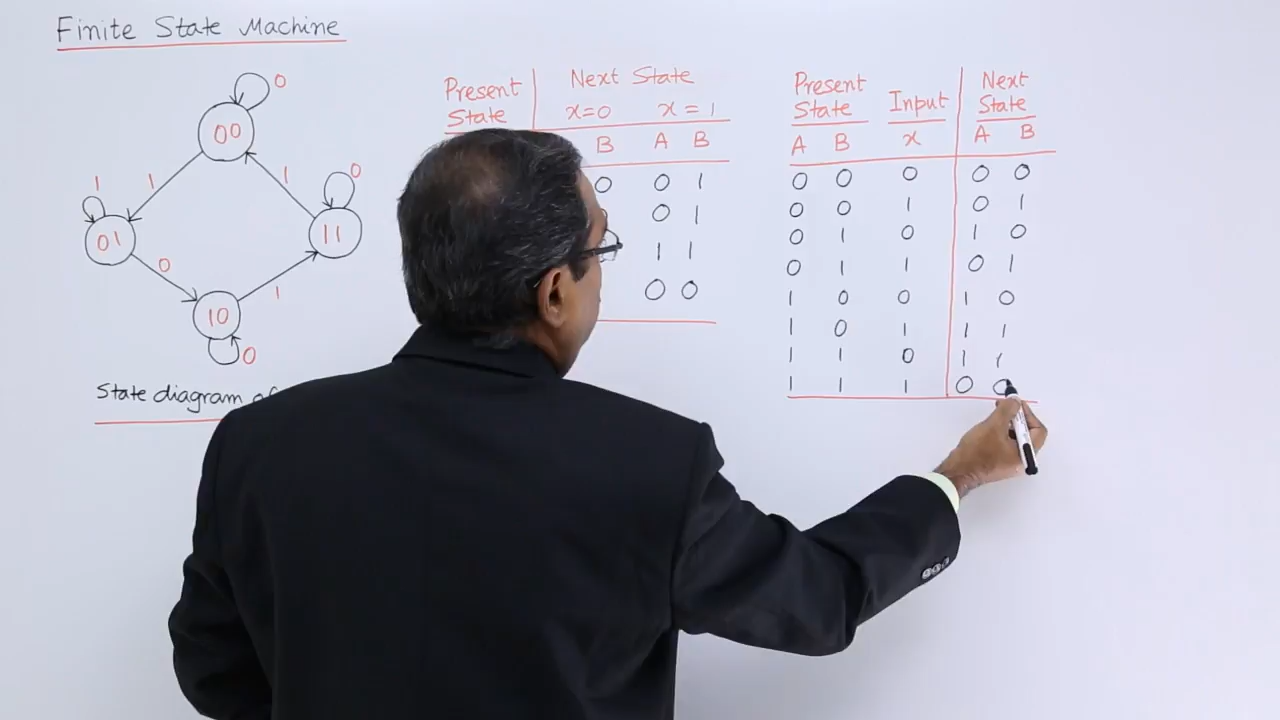 Finite State Machine
0
00
1
1
1
0
01
11
0
1
10
0
State diagram of
Present State
Next State
x=0 x=1
B A B
0 0 1
0 1
1 1
0 0
Present State Input Next State
A B x A B
0 0 0 0 0
0 0 1 0 1
0 1 0 1 0
0 1 1 0 1
1 0 0 1 0
1 0 1 1 1
1 1 0 1 1
1 1 1 0 0